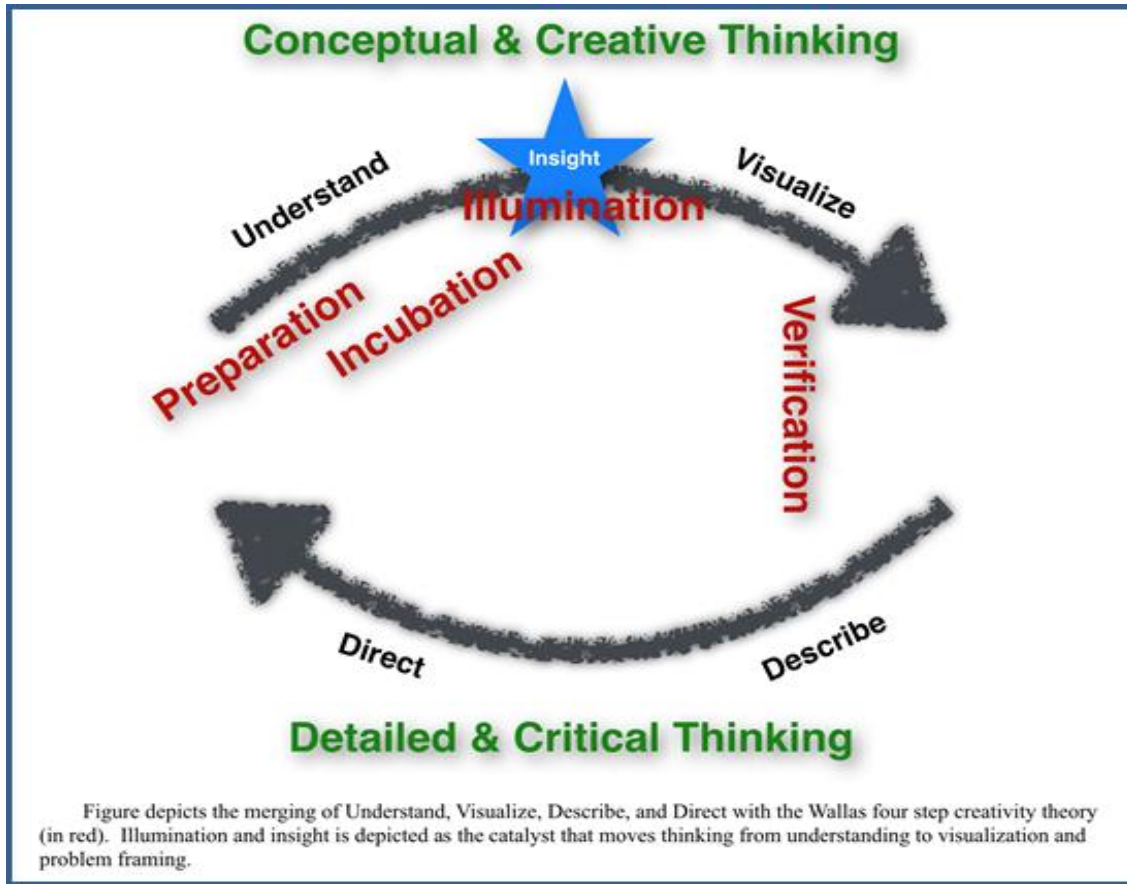 Conceptual & Creative Thinking
Insight
Understand
Visualize
Illumination
Preparation
Incubation
Verification
Direct
Describe
Detailed & Critical Thinking
Figure depicts the merging of Understand, Visualize, Describe, and Direct with the Wallas four step creativity theory
(in red). Illumination and insight is depicted as the catalyst that moves thinking from understanding to visualization and
problem framing.